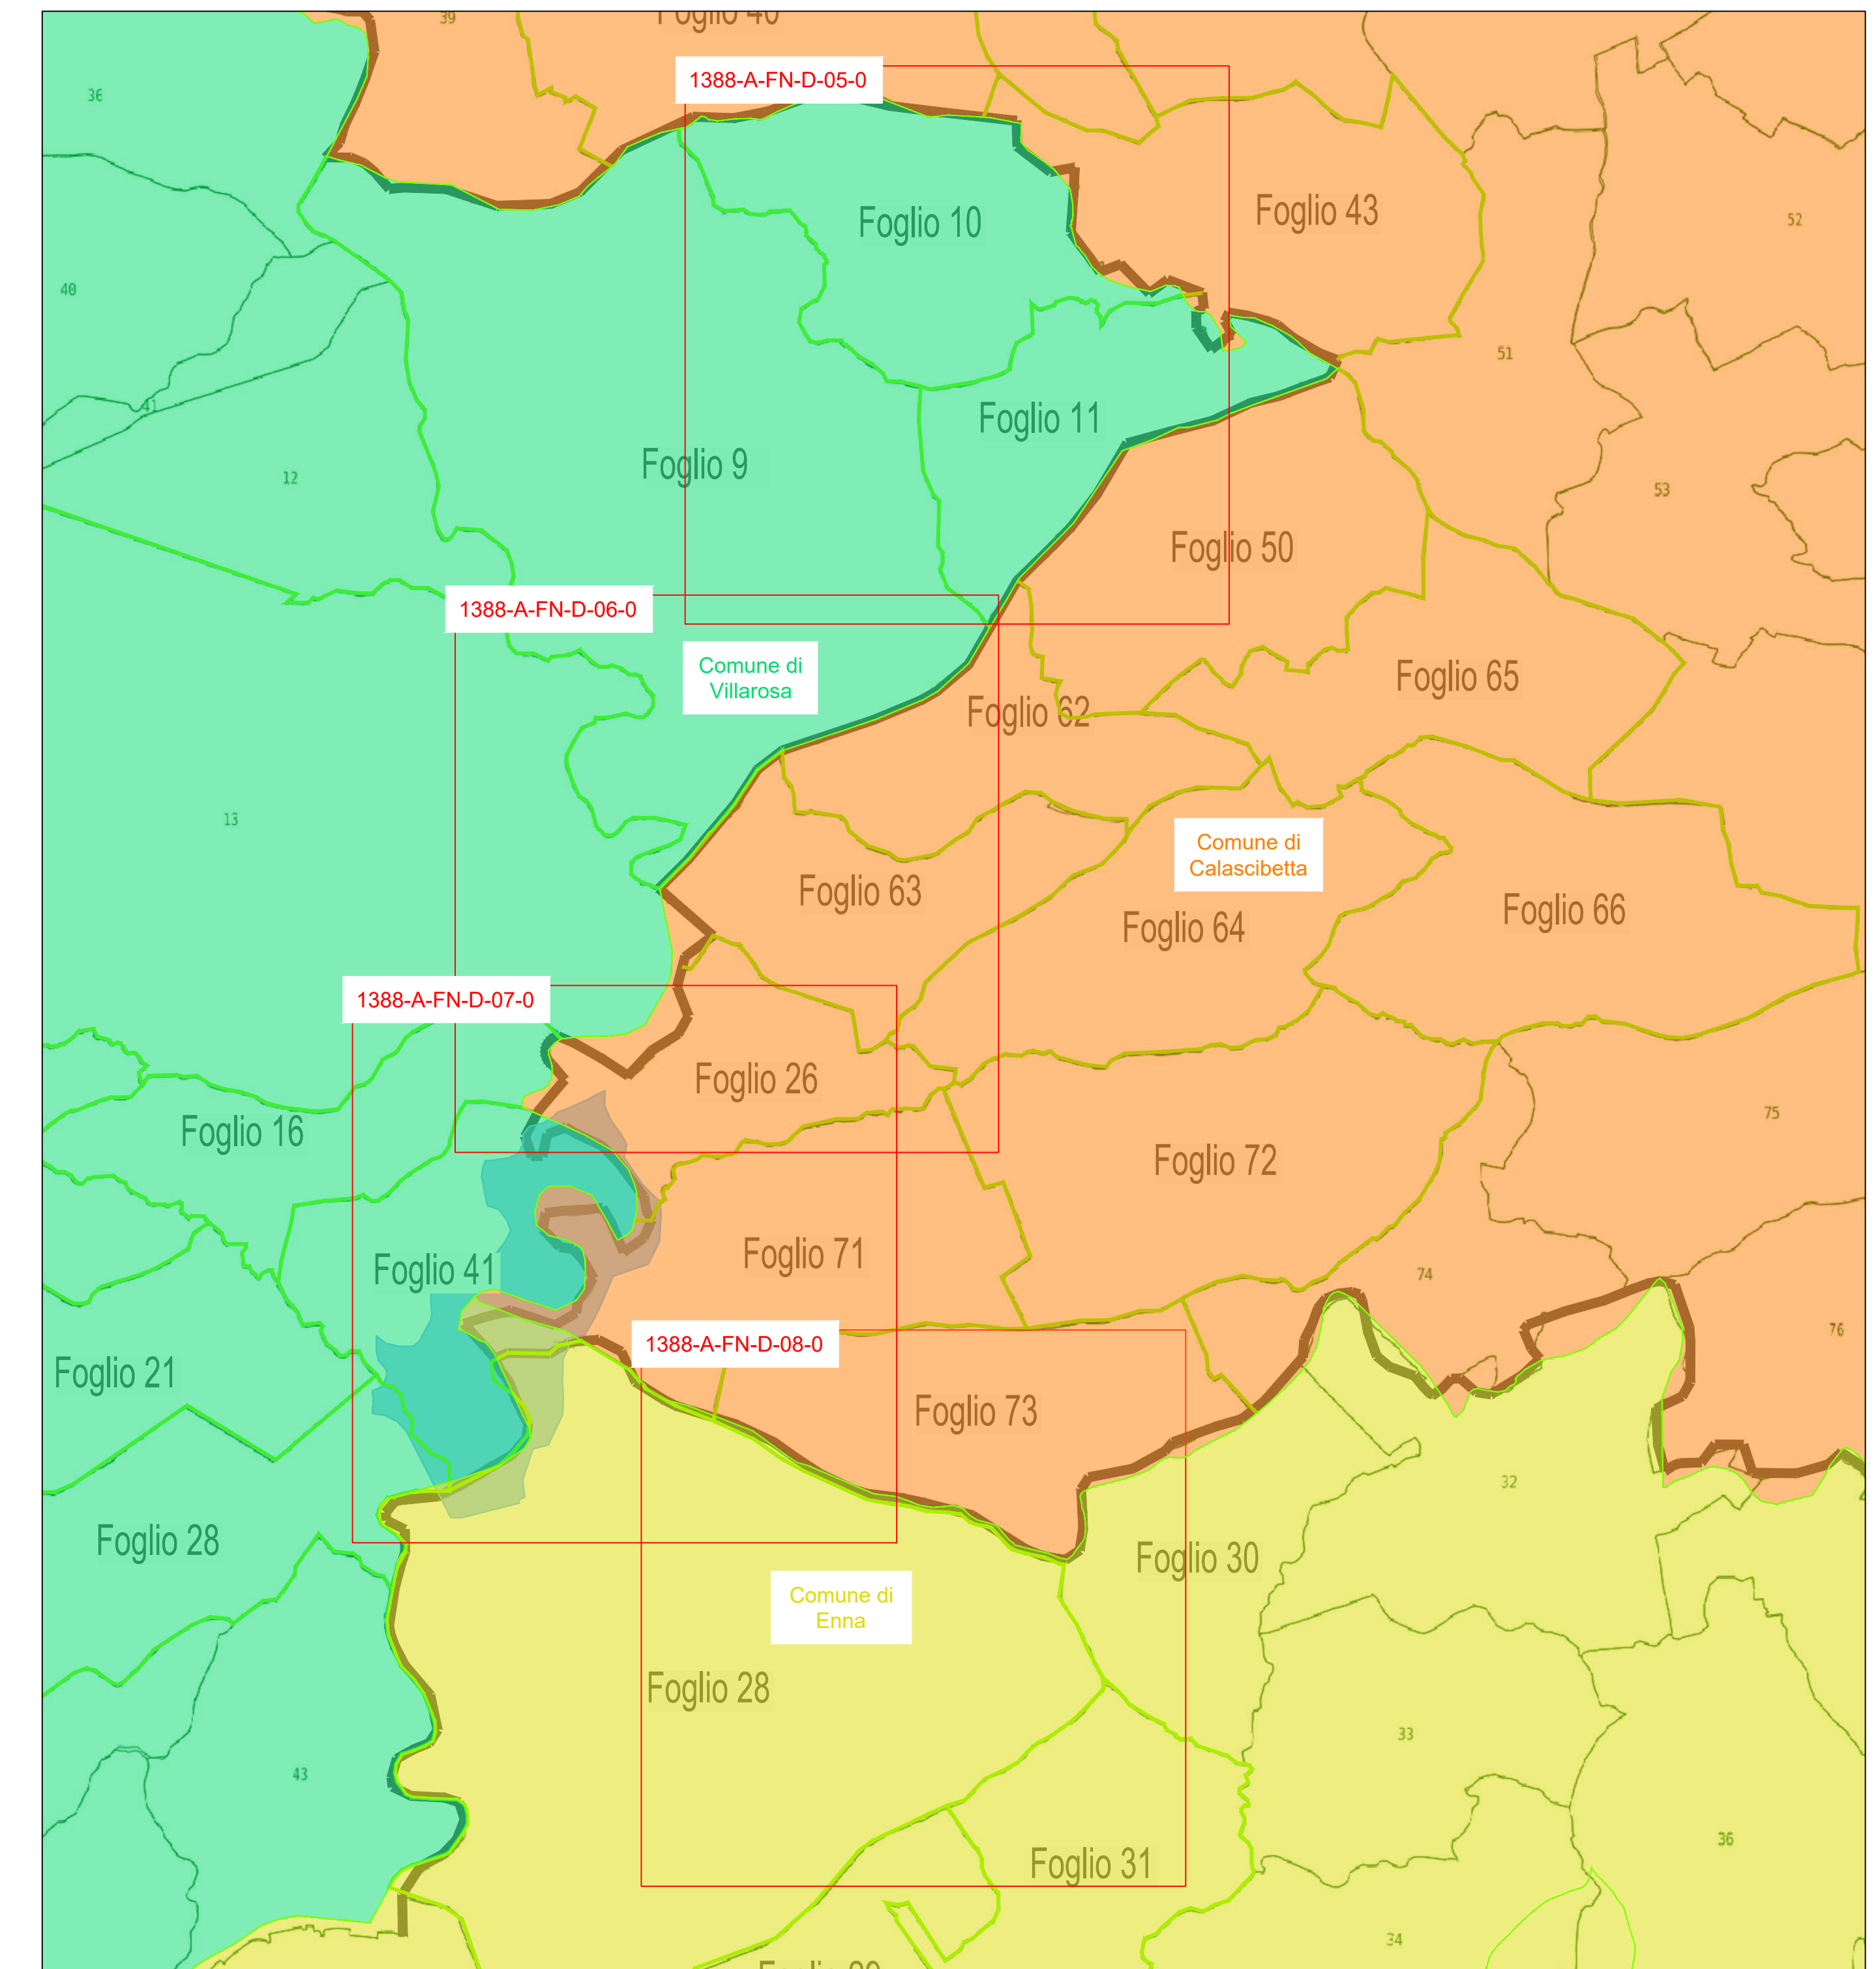 39
Foglio 40
1388-A-FN-D-05-0
36
Foglio 10
Foglio 43
52
40
51
41
Foglio 11
Foglio 9
12
53
Foglio 50
1388-A-FN-D-06-0
Comune di
Villarosa
Foglio 65
Foglio 62
13
Comune di
Calascibetta
Foglio 63
Foglio 64
Foglio 66
1388-A-FN-D-07-0
Foglio 26
75
Foglio 16
Foglio 72
Foglio 71
Foglio 41
74
76
1388-A-FN-D-08-0
Foglio 21
Foglio 73
32
Foglio 28
Foglio 30
Comune di
Enna
Foglio 28
33
43
36
Foglio 31
34